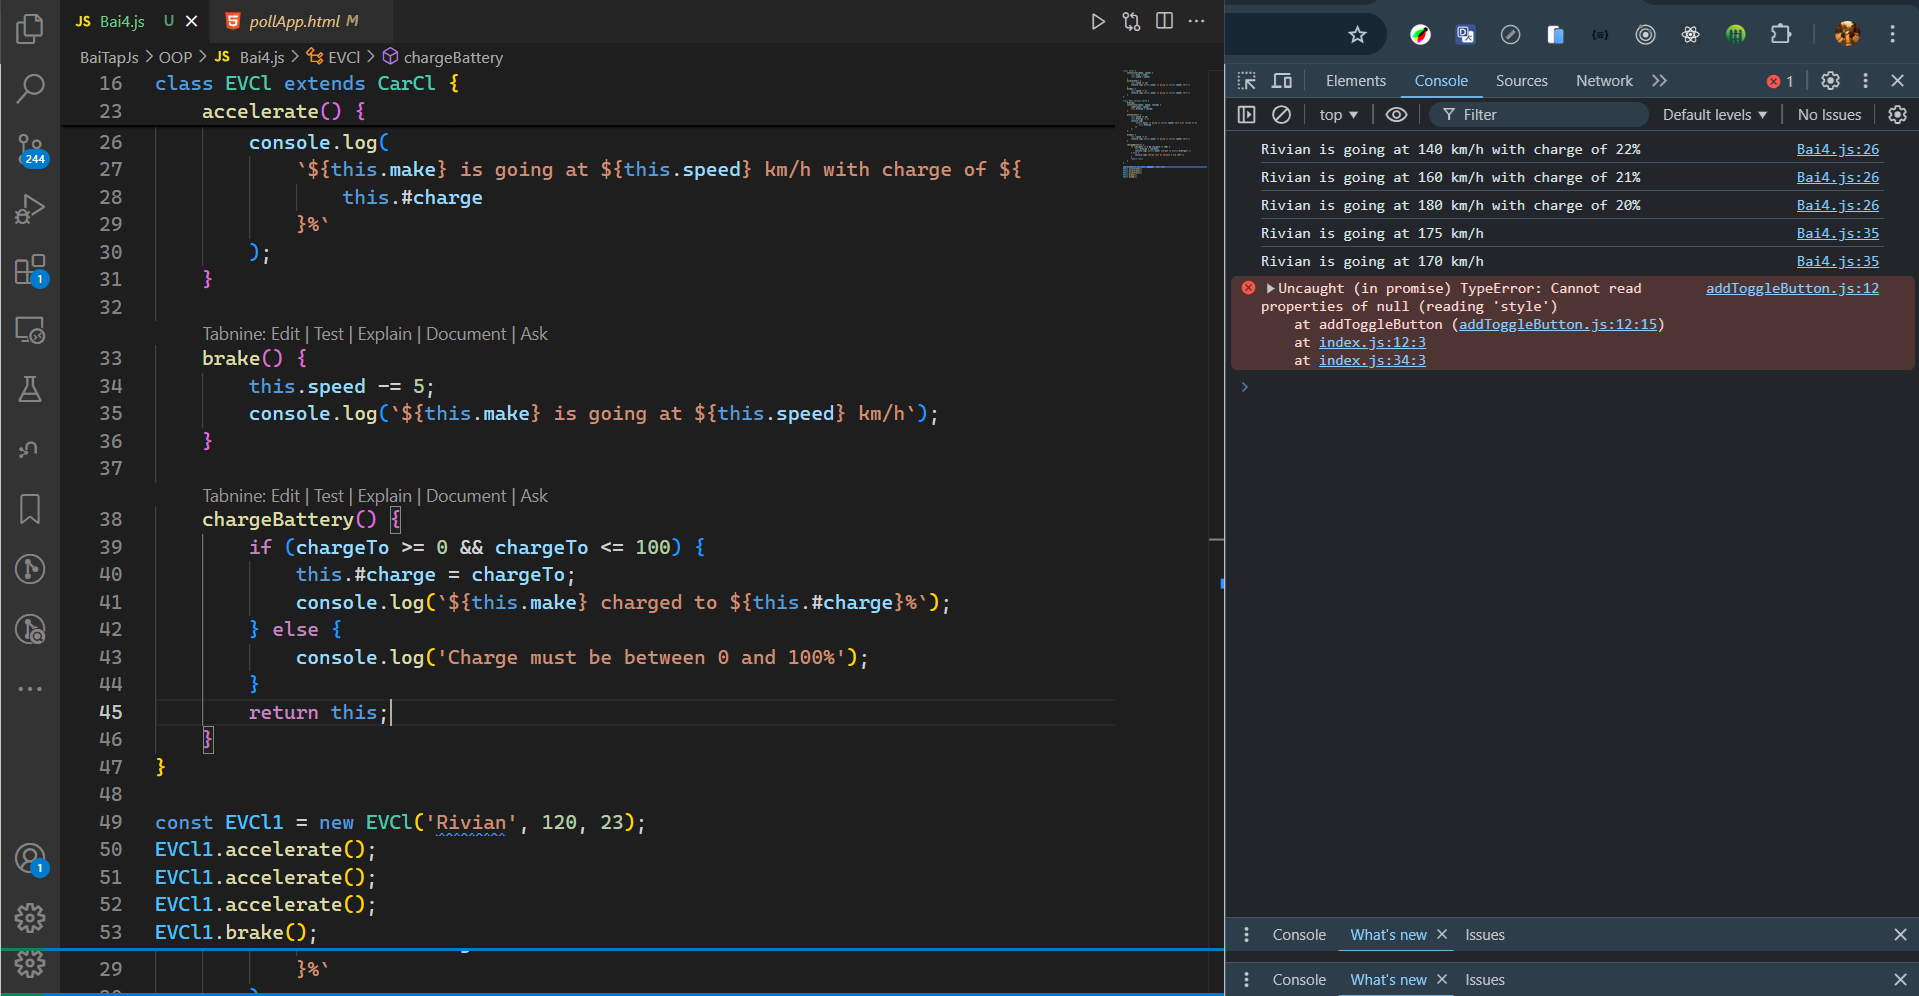 JS Bai4.js U
pollApp.html M
BaiTapJs > OOP > JS Bai4.js > EVCl > chargeBattery
16 class EVCl extends CarCl {
23 accelerate() {
26 console.log(
27 `${this.make} is going at ${this.speed} km/h with charge of ${
28 this.#charge
29 }%`
30 );
31 }
32
Tabnine: Edit | Test | Explain | Document | Ask
33 brake() {
34 this.speed -= 5;
35 console.log(`${this.make} is going at ${this.speed} km/h`);
36 }
37
Tabnine: Edit | Test | Explain | Document | Ask
38 chargeBattery() {
39 if (chargeTo >= 0 && chargeTo <= 100) {
40 this.#charge = chargeTo;
41 console.log(`${this.make} charged to ${this.#charge}%`);
42 } else {
43 console.log('Charge must be between 0 and 100%');
44 }
45 return this;
46 }
47 }
48
49 const EVCl1 = new EVCl('Rivian', 120, 23);
50 EVCl1.accelerate();
51 EVCl1.accelerate();
52 EVCl1.accelerate();
53 EVCl1.brake();
29 }%`
244
1
1
Elements Console Sources Network 1
top Filter Default levels No Issues
Rivian is going at 140 km/h with charge of 22% Bai4.js:26
Rivian is going at 160 km/h with charge of 21% Bai4.js:26
Rivian is going at 180 km/h with charge of 20% Bai4.js:26
Rivian is going at 175 km/h Bai4.js:35
Rivian is going at 170 km/h Bai4.js:35
Uncaught (in promise) TypeError: Cannot read addToggleButton.js:12
properties of null (reading 'style')
at addToggleButton (addToggleButton.js:12:15)
at index.js:12:3
at index.js:34:3
Console What's new Issues
Console What's new Issues